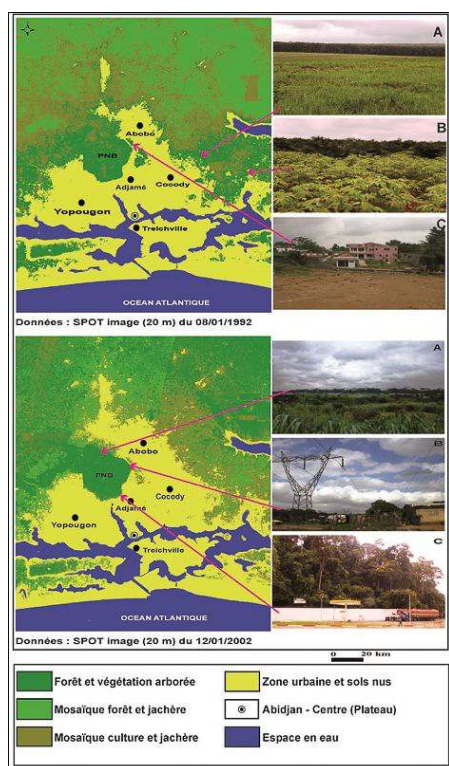 A
B
C
Abobo
PNB
Adjamé
Cocody
Yopougon
Treichville
OCEAN ATLANTIQUE
Données : SPOT image (20 m) du 08/01/1992
A
B
C
Abobo
PNB
Cocody
Adjamé
Yopougon
Treichville
OCEAN ATLANTIQUE
Données : SPOT image (20 m) du 12/01/2002
0 20 km
Forêt et végétation arborée
Zone urbaine et sols nus
Mosaïque forêt et jachère
Abidjan - Centre (Plateau)
Mosaïque culture et jachère
Espace en eau